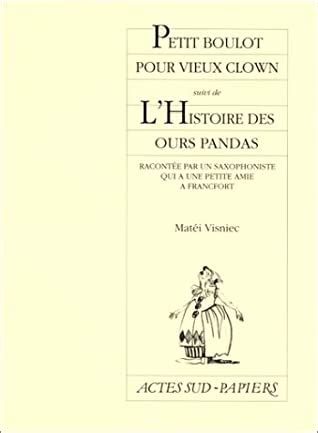 PETIT BOULOT
POUR VIEUX CLOWN
suivi de
L'HISTOIRE DES
OURS PANDAS
RACONTÉE PAR UN SAXOPHONISTE
QUI A UNE PETITE AMIE
A FRANCFORT
Matéi Visniec
ACTES SUD-PAPIERS